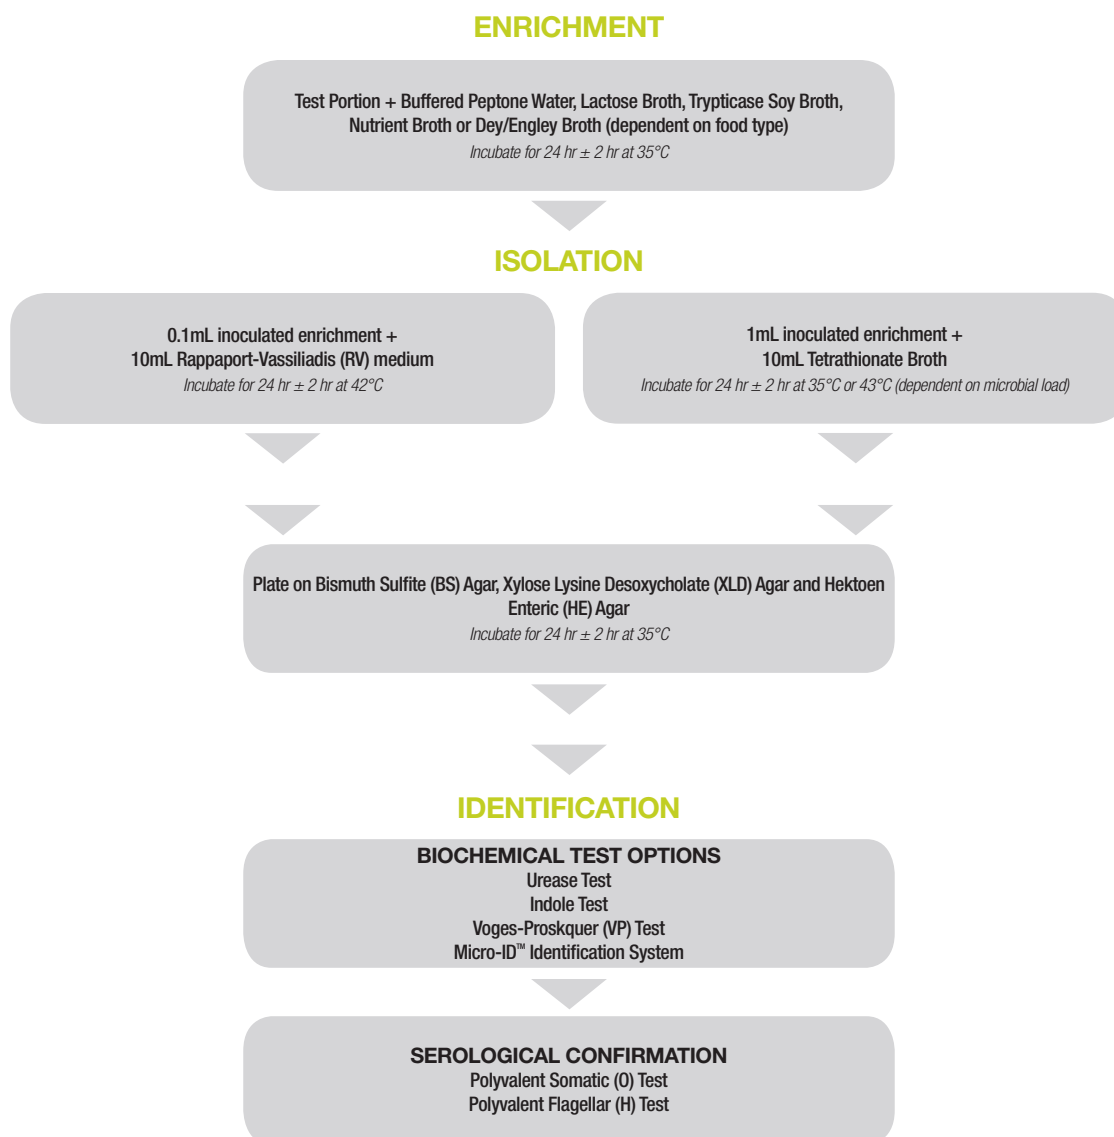 ENRICHMENT
Test Portion + Buffered Peptone Water, Lactose Broth, Trypticase Soy Broth,
Nutrient Broth or Dey/Engley Broth (dependent on food type)
Incubate for 24 hr ± 2 hr at 35°C
ISOLATION
0.1mL inoculated enrichment +
10mL Rappaport-Vassiliadis (RV) medium
Incubate for 24 hr ± 2 hr at 42°C
1mL inoculated enrichment +
10mL Tetrathionate Broth
Incubate for 24 hr ± 2 hr at 35°C or 43°C (dependent on microbial load)
Plate on Bismuth Sulfite (BS) Agar, Xylose Lysine Desoxycholate (XLD) Agar and Hektoen
Enteric (HE) Agar
Incubate for 24 hr ± 2 hr at 35°C
IDENTIFICATION
BIOCHEMICAL TEST OPTIONS
Urease Test
Indole Test
Voges-Proskquer (VP) Test
Micro-ID™ Identification System
SEROLOGICAL CONFIRMATION
Polyvalent Somatic (O) Test
Polyvalent Flagellar (H) Test